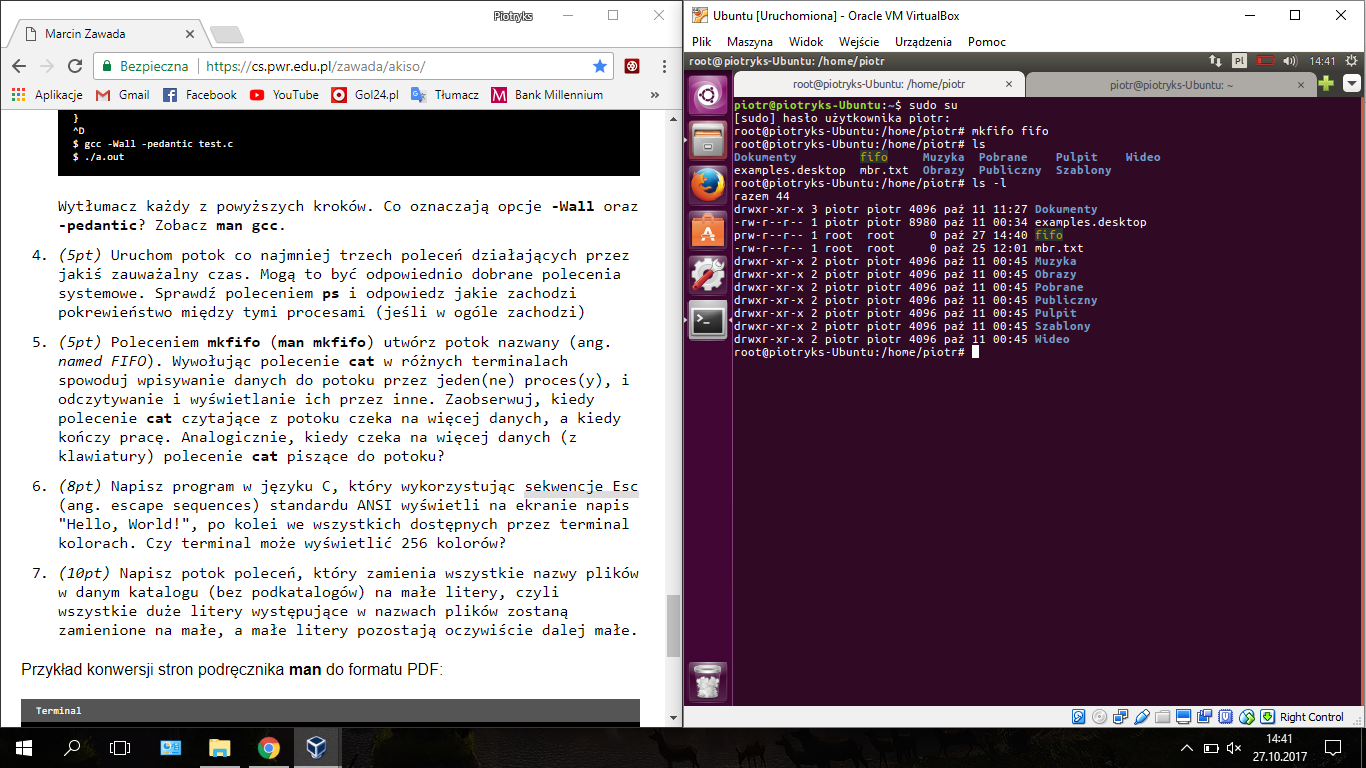 Piotryks
Marcin Zawada
Bezpieczna
https://cs.pwr.edu.pl/zawada/akiso/
Aplikacje
Gmail
Facebook
YouTube
Gol24.pl
Tłumacz
Bank Millennium
»
}
^D
$ gcc -Wall -pedantic test.c
$ ./a.out
Wytłumacz każdy z powyższych kroków. Co oznaczają opcje -Wall oraz
-pedantic? Zobacz man gcc.
4. (5pt) Uruchom potok co najmniej trzech poleceń działających przez
jakiś zauważalny czas. Mogą to być odpowiednio dobrane polecenia
systemowe. Sprawdź poleceniem ps i odpowiedz jakie zachodzi
pokrewieństwo między tymi procesami (jeśli w ogóle zachodzi)
5. (5pt) Poleceniem mkfifo (man mkfifo) utwórz potok nazwany (ang.
named FIFO). Wywołując polecenie cat w różnych terminalach
spowoduj wpisywanie danych do potoku przez jeden(ne) proces(y), i
odczytywanie i wyświetlanie ich przez inne. Zaobserwuj, kiedy
polecenie cat czytające z potoku czeka na więcej danych, a kiedy
kończy pracę. Analogicznie, kiedy czeka na więcej danych (z
klawiatury) polecenie cat piszące do potoku?
6. (8pt) Napisz program w języku C, który wykorzystując sekwencje Esc
(ang. escape sequences) standardu ANSI wyświetli na ekranie napis
"Hello, World!", po kolei we wszystkich dostępnych przez terminal
kolorach. Czy terminal może wyświetlić 256 kolorów?
7. (10pt) Napisz potok poleceń, który zamienia wszystkie nazwy plików
w danym katalogu (bez podkatalogów) na małe litery, czyli
wszystkie duże litery występujące w nazwach plików zostaną
zamienione na małe, a małe litery pozostają oczywiście dalej małe.
Przykład konwersji stron podręcznika man do formatu PDF:
Terminal
Ubuntu [Uruchomiona] - Oracle VM VirtualBox
Plik Maszyna Widok Wejście Urządzenia Pomoc
root@piotryks-Ubuntu: /home/piotr
Pl
14:41
root@piotryks-Ubuntu: /home/piotr
piotr@piotryks-Ubuntu: ~
piotr@piotryks-Ubuntu:~$ sudo su
[sudo] hasło użytkownika piotr:
root@piotryks-Ubuntu:/home/piotr# mkfifo fifo
root@piotryks-Ubuntu:/home/piotr# ls
Dokumenty fifo Muzyka Pobrane Pulpit Wideo
examples.desktop mbr.txt Obrazy Publiczny Szablony
root@piotryks-Ubuntu:/home/piotr# ls -l
razem 44
drwxr-xr-x 3 piotr piotr 4096 paź 11 11:27 Dokumenty
-rw-r--r-- 1 piotr piotr 8980 paź 11 00:34 examples.desktop
prw-r--r-- 1 root root 0 paź 27 14:40 fifo
-rw-r--r-- 1 root root 0 paź 25 12:01 mbr.txt
drwxr-xr-x 2 piotr piotr 4096 paź 11 00:45 Muzyka
drwxr-xr-x 2 piotr piotr 4096 paź 11 00:45 Obrazy
drwxr-xr-x 2 piotr piotr 4096 paź 11 00:45 Pobrane
drwxr-xr-x 2 piotr piotr 4096 paź 11 00:45 Publiczny
drwxr-xr-x 2 piotr piotr 4096 paź 11 00:45 Pulpit
drwxr-xr-x 2 piotr piotr 4096 paź 11 00:45 Szablony
drwxr-xr-x 2 piotr piotr 4096 paź 11 00:45 Wideo
root@piotryks-Ubuntu:/home/piotr#
Right Control
14:41
27.10.2017